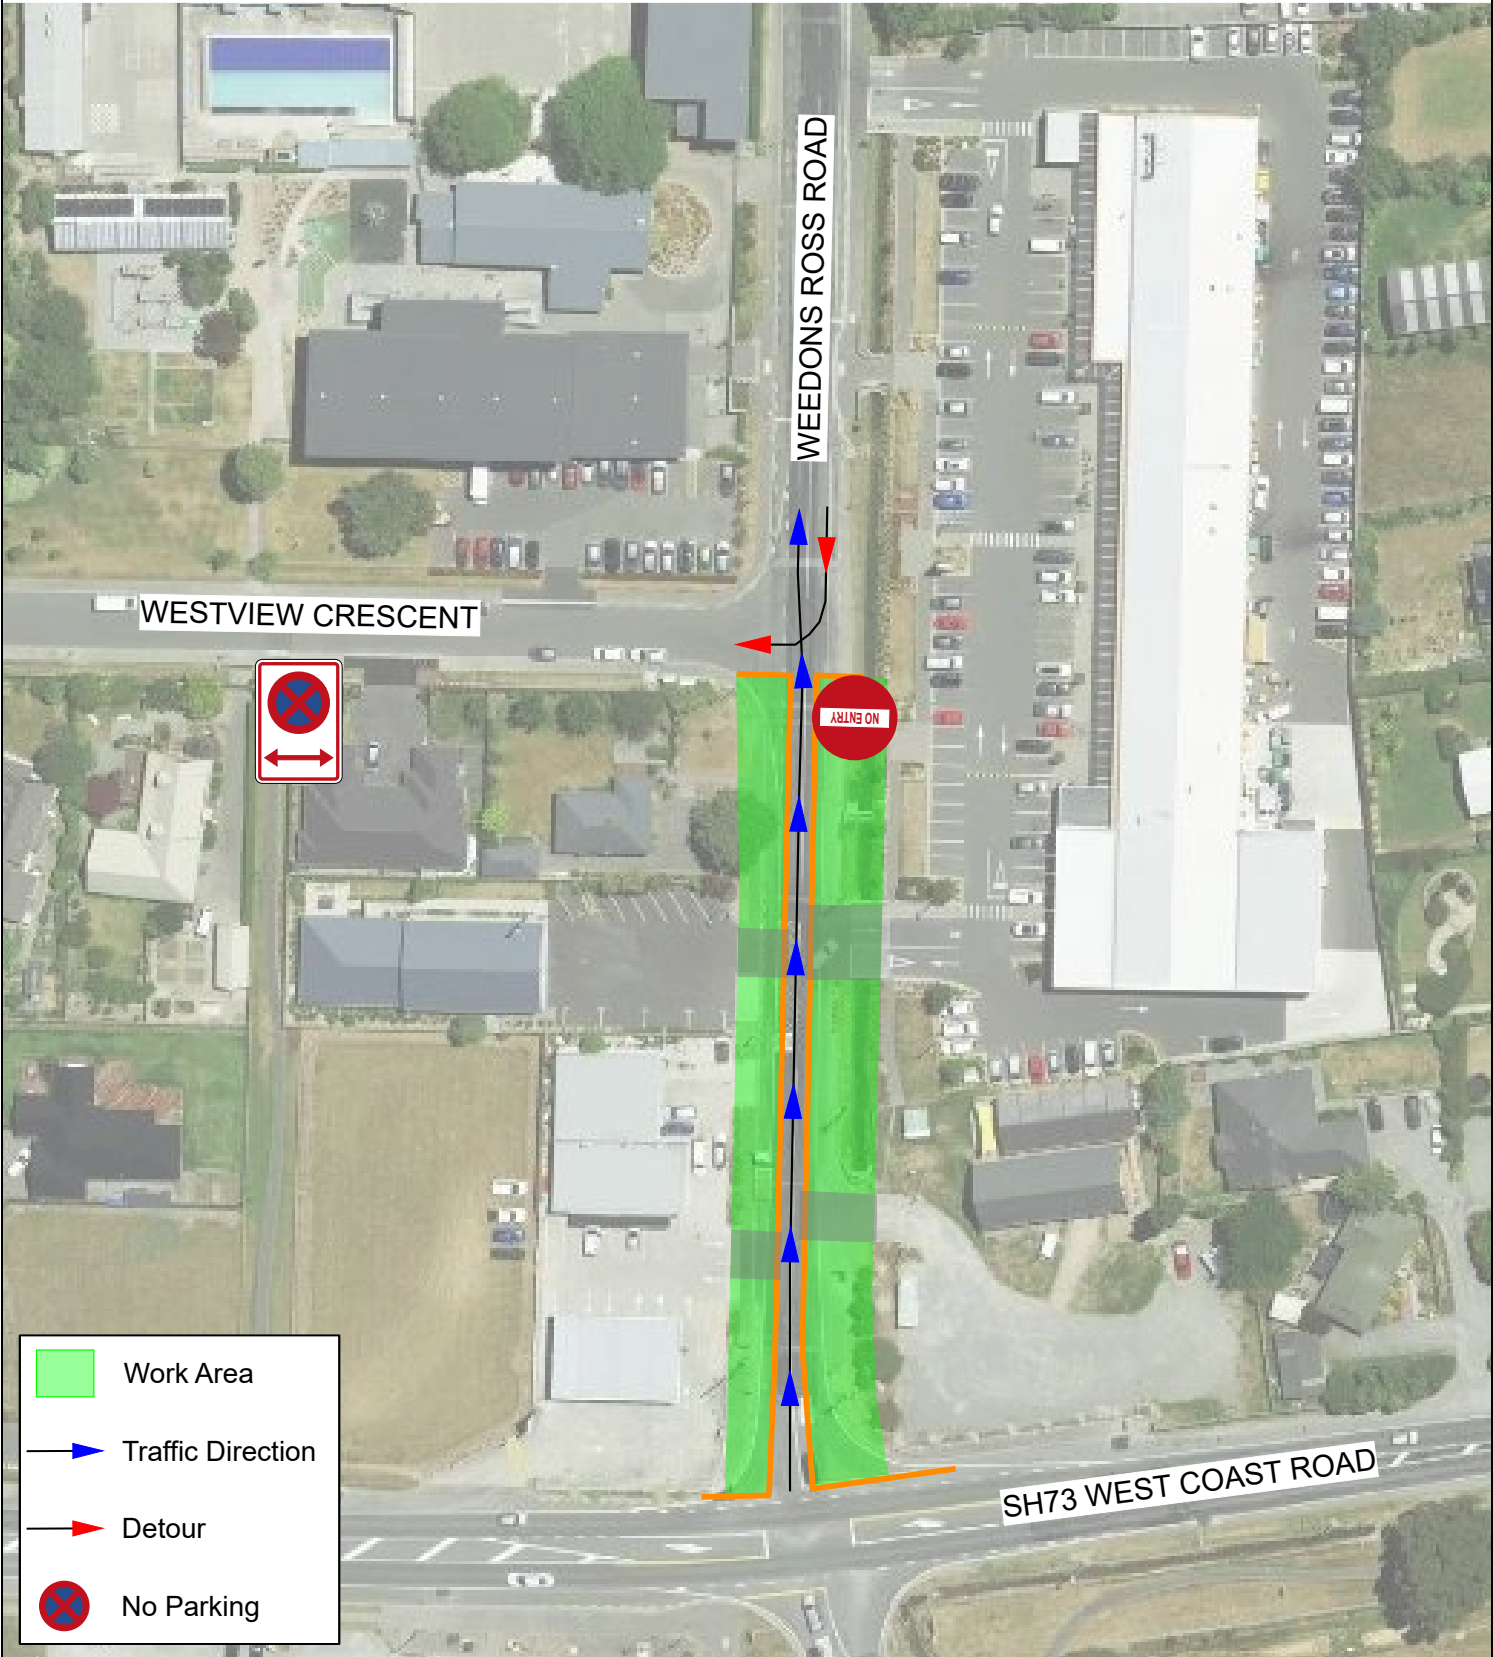 WEEDONS ROSS ROAD
WESTVIEW CRESCENT
NO ENTRY
SH73 WEST COAST ROAD
Work Area
Traffic Direction
Detour
No Parking